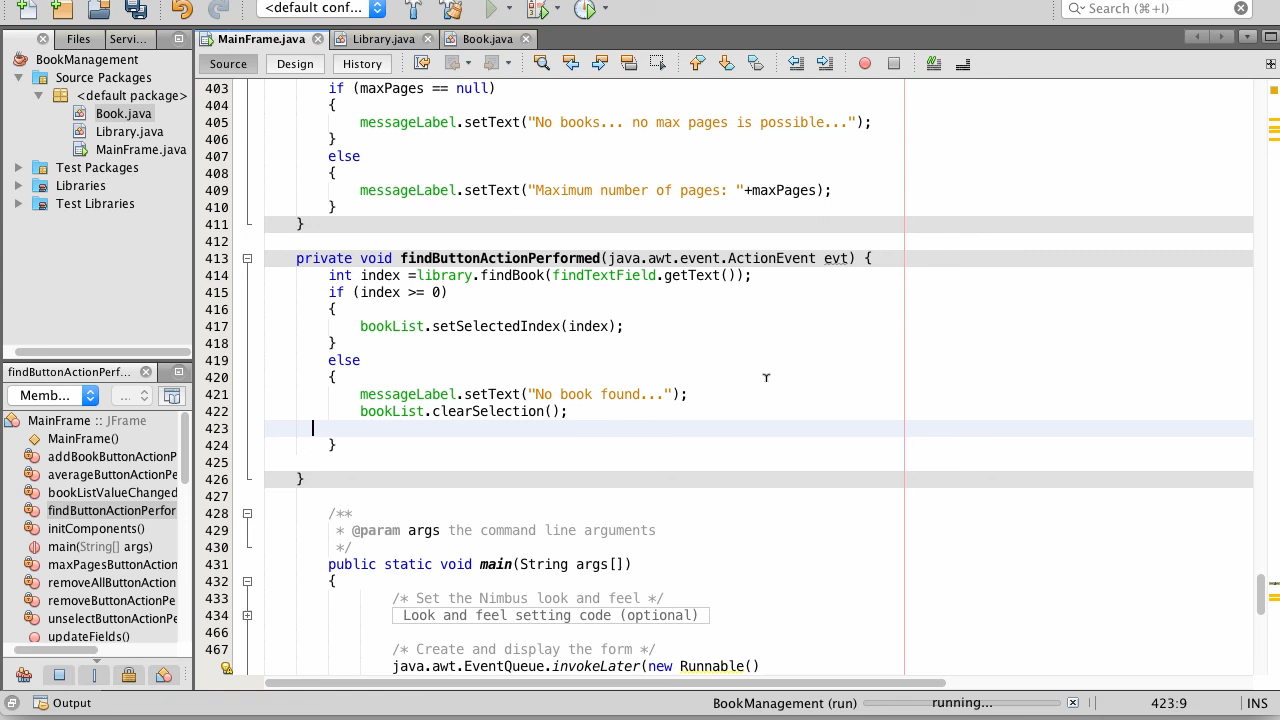 <default conf...
Search (⌘+I)
Files
Servi...
MainFrame.java
Library.java
Book.java
BookManagement
Source Packages
<default package>
Book.java
Library.java
MainFrame.java
Test Packages
Libraries
Test Libraries
Source
Design
History
403 if (maxPages == null)
404 {
405 messageLabel.setText("No books... no max pages is possible...");
406 }
407 else
408 {
409 messageLabel.setText("Maximum number of pages: "+maxPages);
410 }
411 }
412
413 private void findButtonActionPerformed(java.awt.event.ActionEvent evt) {
414 int index =library.findBook(findTextField.getText());
415 if (index >= 0)
416 {
417 bookList.setSelectedIndex(index);
418 }
419 else
420 {
421 messageLabel.setText("No book found...");
422 bookList.clearSelection();
423
424 }
425
426 }
427
428 /**
429 * @param args the command line arguments
430 */
431 public static void main(String args[])
432 {
433 /* Set the Nimbus look and feel */
434 Look and feel setting code (optional)
466
467 /* Create and display the form */
java.awt.EventQueue.invokeLater(new Runnable()
findButtonActionPerf...
Memb...
...
MainFrame :: JFrame
MainFrame()
addBookButtonActionP
averageButtonActionPe
bookListValueChanged
findButtonActionPerfor
initComponents()
main(String[] args)
maxPagesButtonAction
removeAllButtonAction
removeButtonActionPe
unselectButtonActionPe
updateFields()
Output
BookManagement (run)
running...
423:9
INS